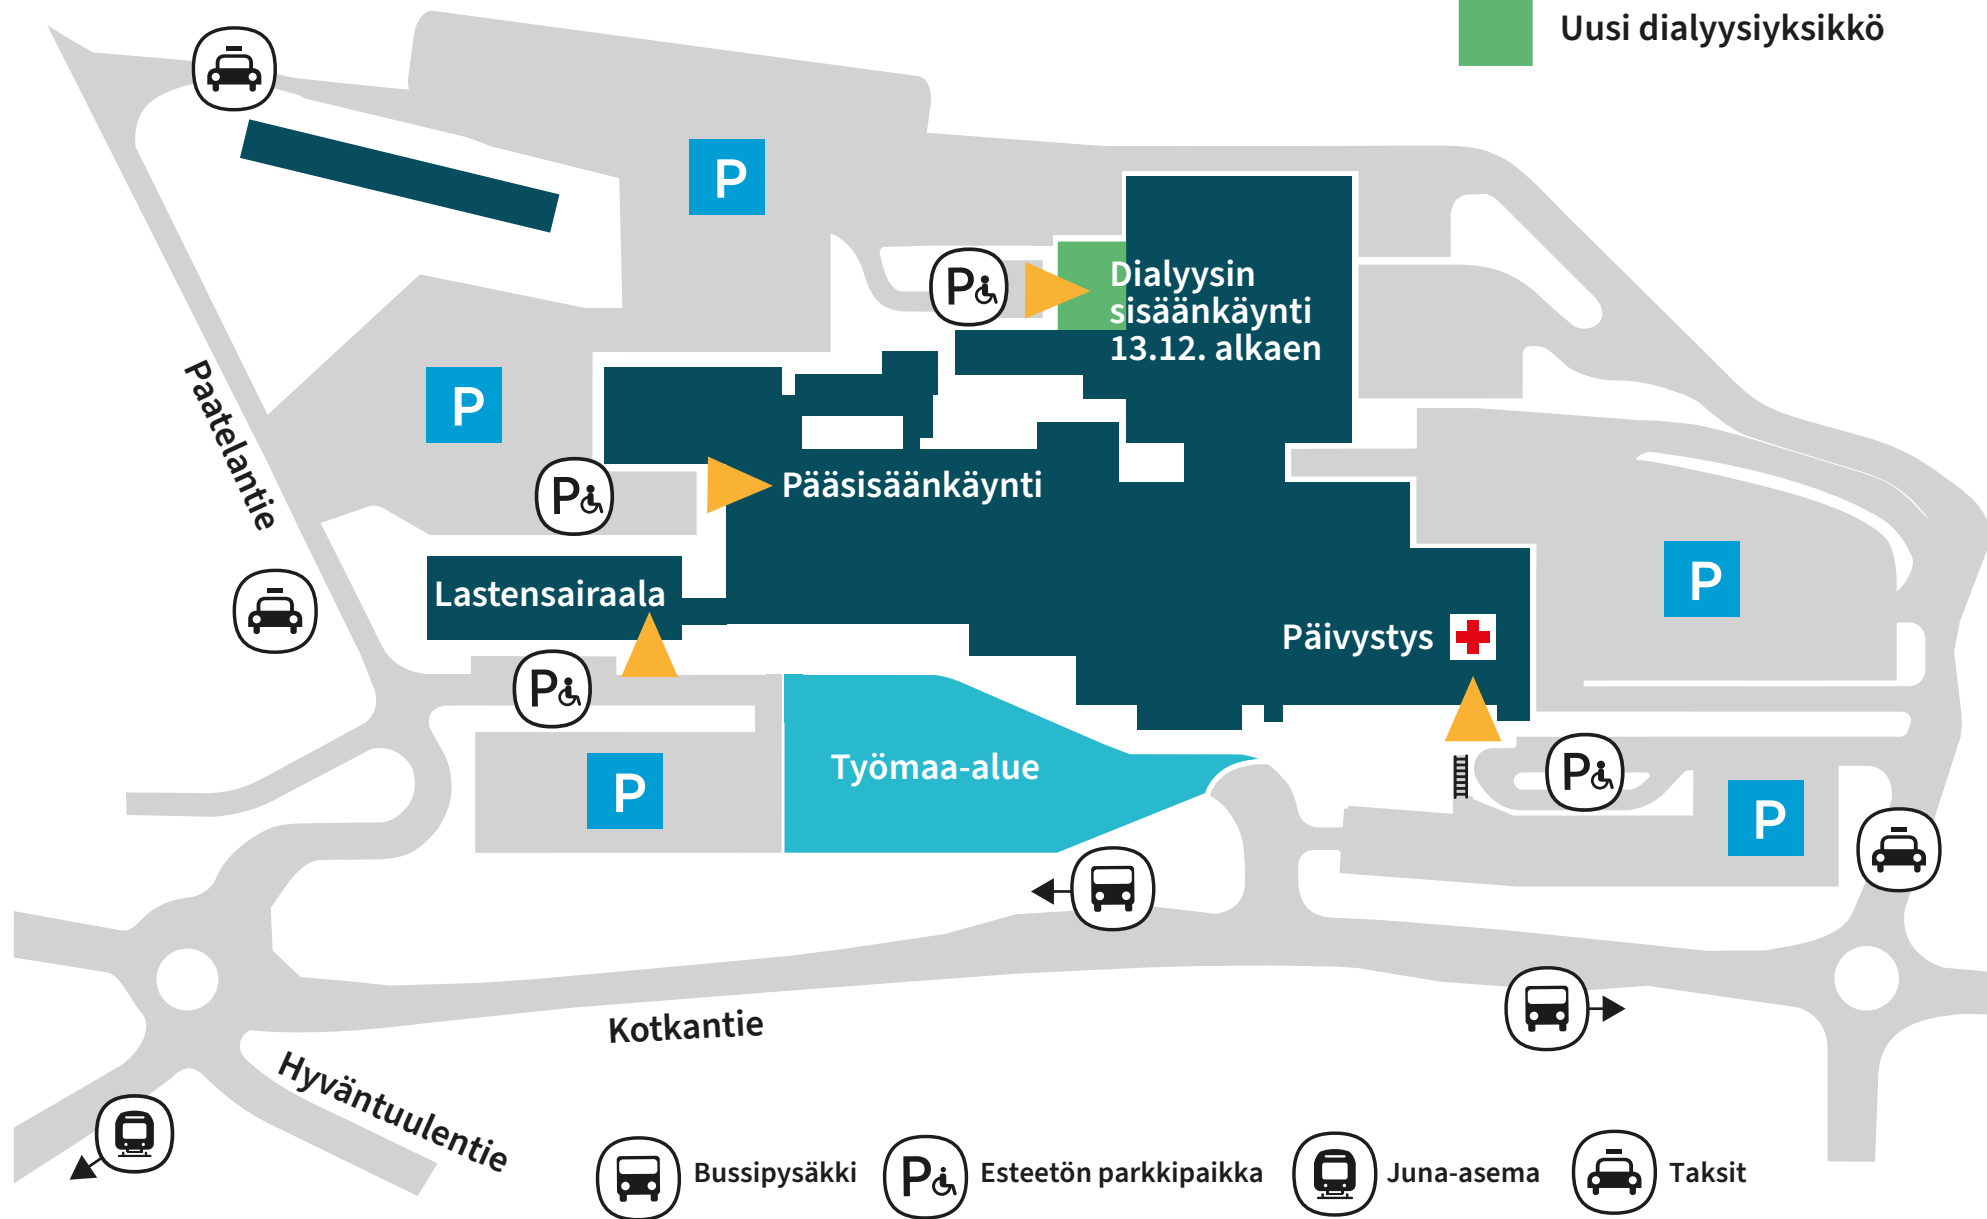 Uusi dialyysiyksikkö
P
Dialyysin
sisäänkäynti
13.12. alkaen
P
Paatelantie
P
Pääsisäänkäynti
P
P
Lastensairaala
Päivystys
P
P
Työmaa-alue
P
P
P
Kotkantie
Hyväntuulentie
Bussipysäkki
P
Esteetön parkkipaikka
Juna-asema
Taksit